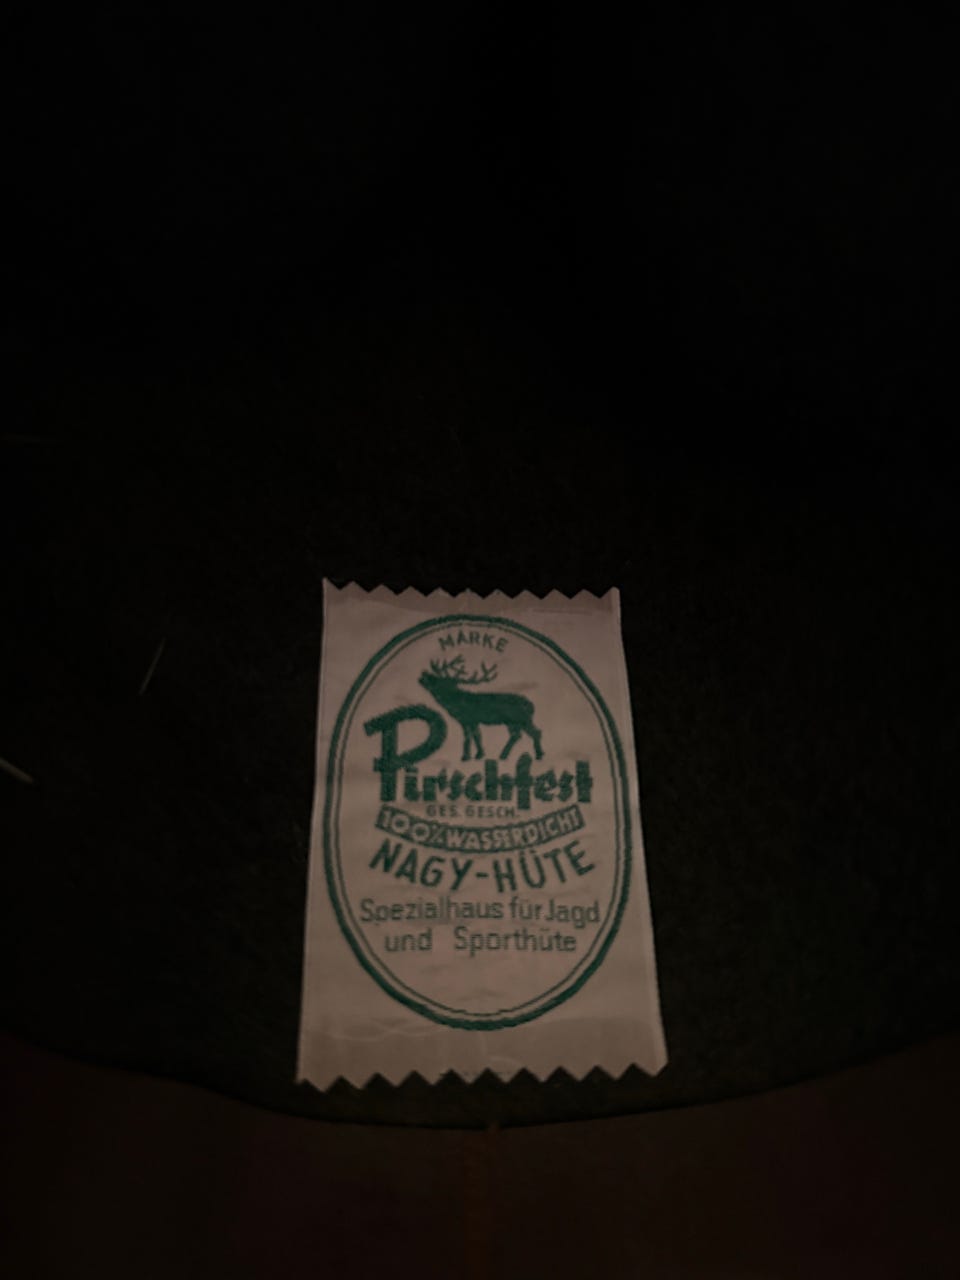 MARKE
Pirschfest
GES. GESCH.
100% WASSERDICHT
NAGY-HÜTE
Spezialhaus für Jagd
und Sporthüte